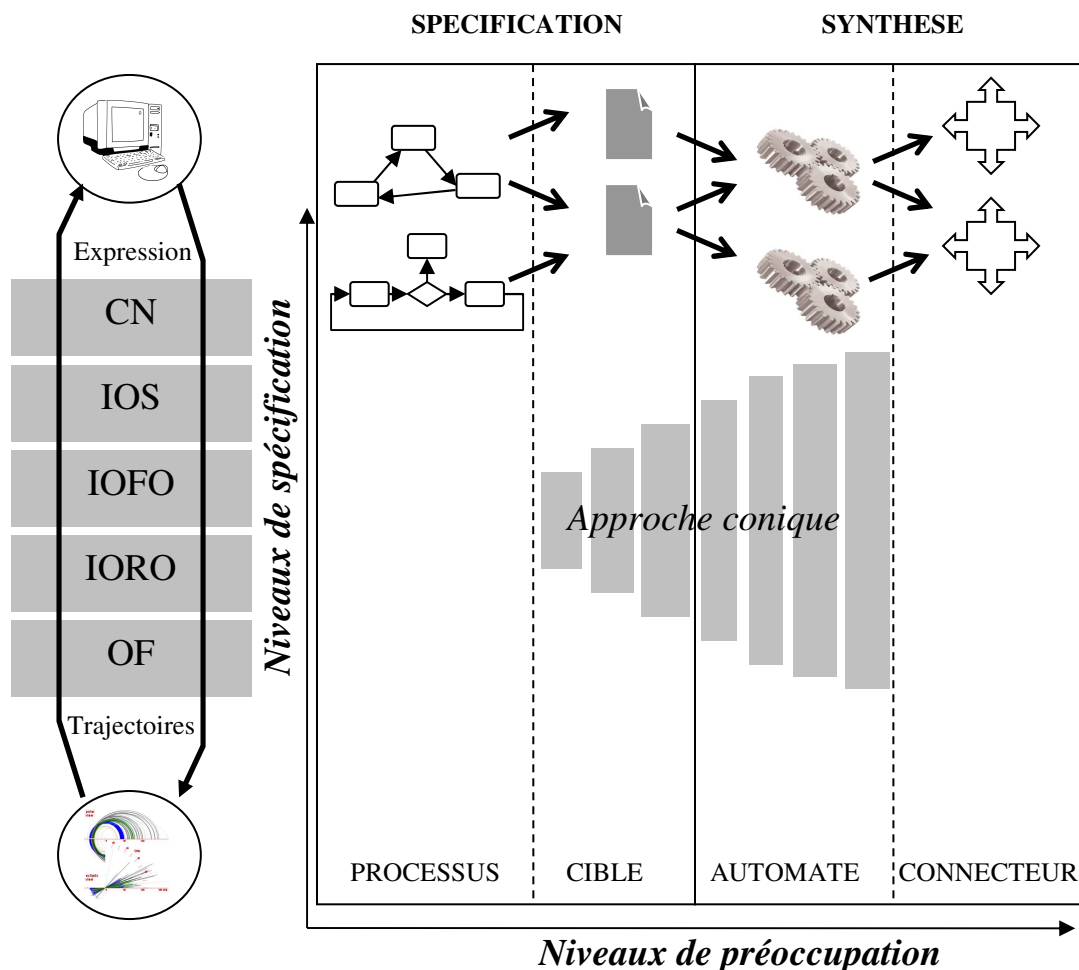 SPECIFICATION
SYNTHESE
Expression
CN
IOS
IOFO
IORO
OF
Trajectoires
Niveaux de spécification
Approche conique
PROCESSUS
CIBLE
AUTOMATE
CONNECTEUR
Niveaux de préoccupation